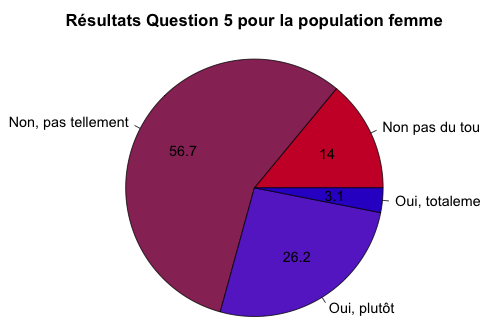 Résultats Question 5 pour la population femme
Non, pas tellement
56.7
Non pas du tou
14
3.1
Oui, totaleme
26.2
Oui, plutôt